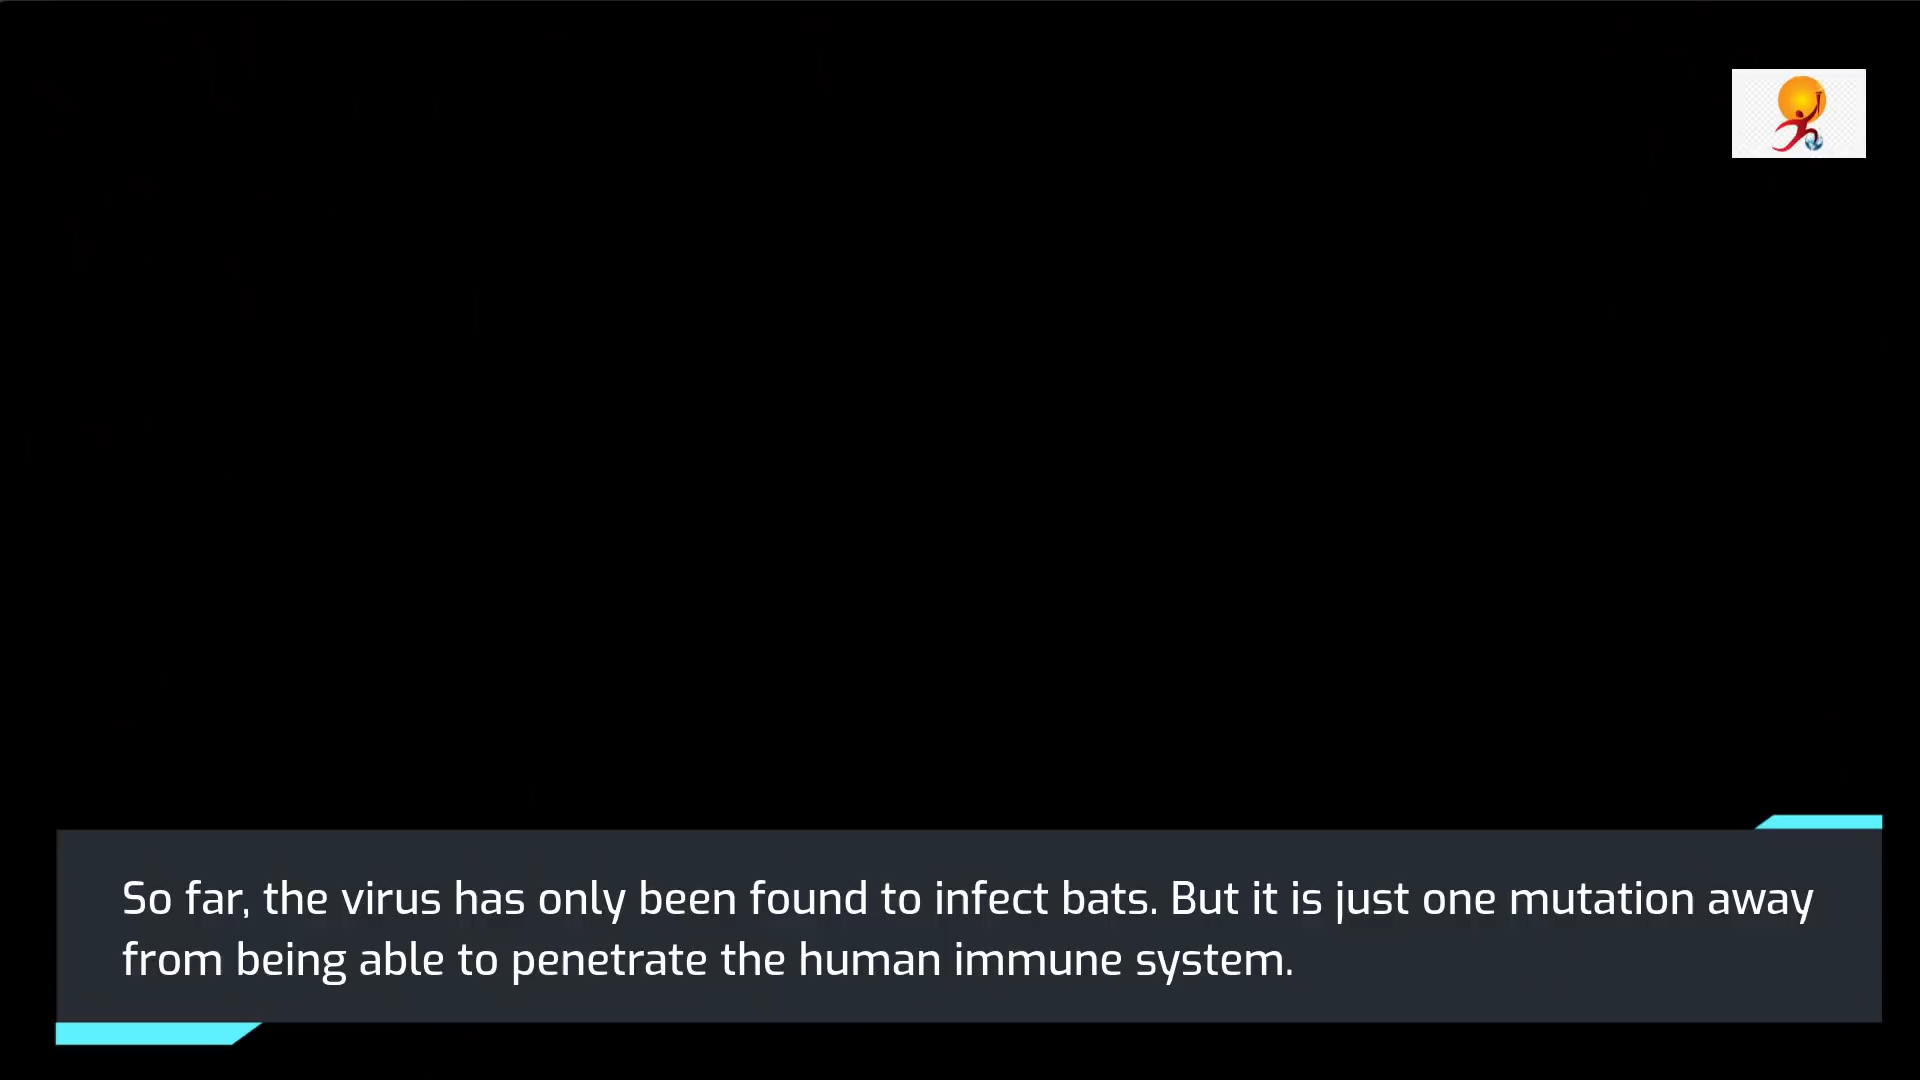 So far, the virus has only been found to infect bats. But it is just one mutation away
from being able to penetrate the human immune system.